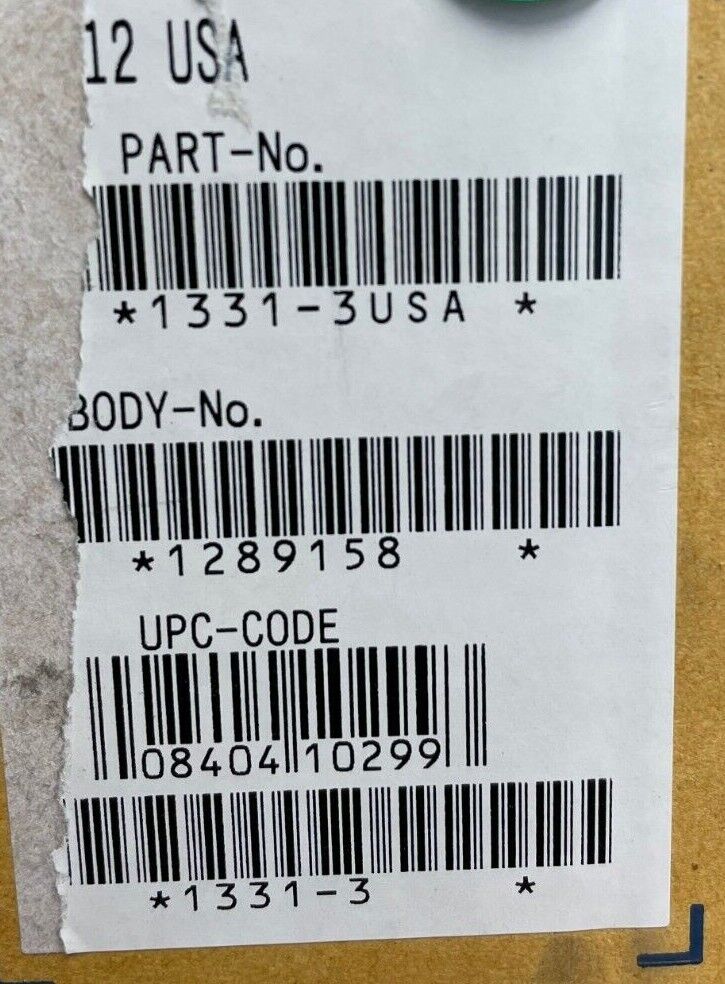 12 USA
PART-No.
*1331-3USA *
BODY-No.
*1289158 *
UPC-CODE
08404 10299
*1331-3 *